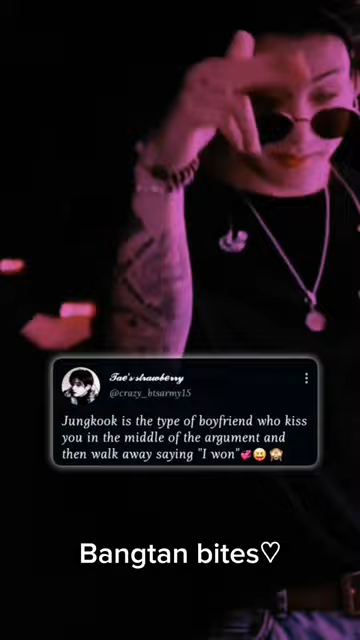 Tae's strawberry
@crazy_btsarmy15
Jungkook is the type of boyfriend who kiss
you in the middle of the argument and
then walk away saying "I won"💞😛🙈
Bangtan bites♡